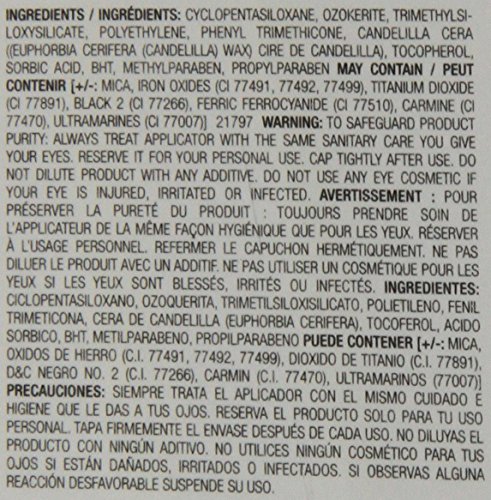 INGREDIENTS / INGRÉDIENTS: CYCLOPENTASILOXANE, OZOKERITE, TRIMETHYLSI-
LOXYSILICATE, POLYETHYLENE, PHENYL TRIMETHICONE, CANDELILLA CERA
((EUPHORBIA CERIFERA (CANDELILLA) WAX) CIRE DE CANDELILLA), TOCOPHEROL,
SORBIC ACID, BHT, METHYLPARABEN, PROPYLPARABEN MAY CONTAIN / PEUT
CONTENIR [+/-: MICA, IRON OXIDES (CI 77491, 77492, 77499), TITANIUM DIOXIDE
(CI 77891), BLACK 2 (CI 77266), FERRIC FERROCYANIDE (CI 77510), CARMINE (CI
77470), ULTRAMARINES (CI 77007)] 21797 WARNING: TO SAFEGUARD PRODUCT
PURITY: ALWAYS TREAT APPLICATOR WITH THE SAME SANITARY CARE YOU GIVE
YOUR EYES. RESERVE IT FOR YOUR PERSONAL USE. CAP TIGHTLY AFTER USE. DO
NOT DILUTE PRODUCT WITH ANY ADDITIVE. DO NOT USE ANY EYE COSMETIC IF
YOUR EYE IS INJURED, IRRITATED OR INFECTED. AVERTISSEMENT : POUR
PRÉSERVER LA PURETÉ DU PRODUIT : TOUJOURS PRENDRE SOIN DE
L'APPLICATEUR DE LA MÊME FAÇON HYGIÉNIQUE QUE POUR LES YEUX. RÉSERVER
À L'USAGE PERSONNEL. REFERMER LE CAPUCHON HERMÉTIQUEMENT. NE PAS
DILUER LE PRODUIT AVEC UN ADDITIF. NE PAS UTILISER UN COSMÉTIQUE POUR LES
YEUX SI LES YEUX SONT BLESSÉS, IRRITÉS OU INFECTÉS. INGREDIENTES:
CICLOPENTASILOXANO, OZOQUERITA, TRIMETILSILOXISILICATO, POLIETILENO, FENIL
TRIMETICONA, CERA DE CANDELILLA (EUPHORBIA CERIFERA), TOCOFEROL, ACIDO
SORBICO, BHT, METILPARABENO, PROPILPARABENO PUEDE CONTENER [+/-: MICA,
OXIDOS DE HIERRO (C.I. 77491, 77492, 77499), DIOXIDO DE TITANIO (C.I. 77891),
D&C NEGRO NO. 2 (C.I. 77266), CARMIN (C.I. 77470), ULTRAMARINOS (77007)]
PRECAUCIONES: SIEMPRE TRATA EL APLICADOR CON EL MISMO CUIDADO E
HIGIENE QUE LE DAS A TUS OJOS. RESERVA EL PRODUCTO SOLO PARA TU USO
PERSONAL. TAPA FIRMEMENTE EL ENVASE DESPUÉS DE CADA USO. NO DILUYAS EL
PRODUCTO CON NINGÚN ADITIVO. NO UTILICES NINGÚN COSMÉTICO PARA TUS
OJOS SI ESTÁN DAÑADOS, IRRITADOS O INFECTADOS. SI OBSERVAS ALGUNA
REACCIÓN DESFAVORABLE SUSPENDE SU USO.